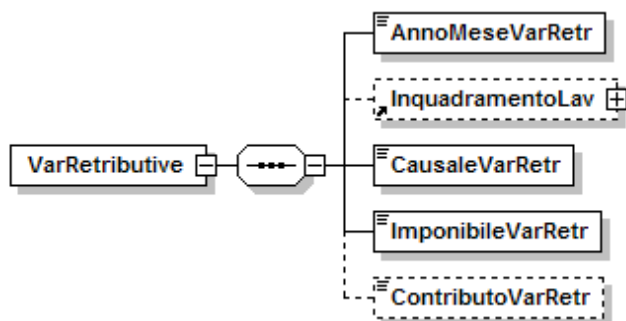 AnnoMeseVarRetr
InquadramentoLav
VarRetributive
CausaleVarRetr
ImponibileVarRetr
ContributoVarRetr